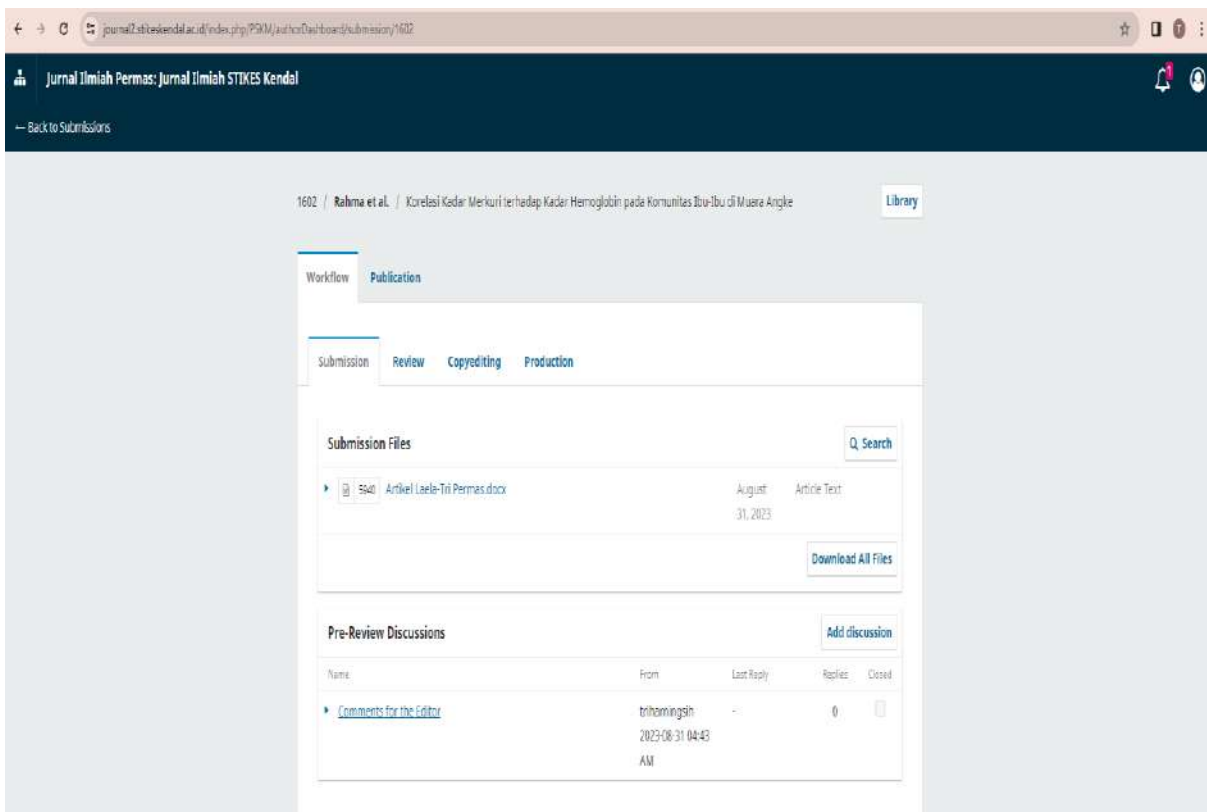 journal2.stikeskendal.ac.id/index.php/PSKM/authorDashboard/submission/1602
Jurnal Ilmiah Permas: Jurnal Ilmiah STIKES Kendal
1
← Back to Submissions
1602 / Rahma et al. / Korelasi Kadar Merkuri terhadap Kadar Hemoglobin pada Komunitas Ibu-Ibu di Muara Angke
Library
Workflow Publication
Submission Review Copyediting Production
Submission Files
Search
5940 Artikel Laela-Tri Permas.docx August 31, 2023 Article Text
Download All Files
Pre-Review Discussions
Add discussion
Name From Last Reply Replies Closed
Comments for the Editor trihamingsih - 0
2023-08-31 04:43
AM